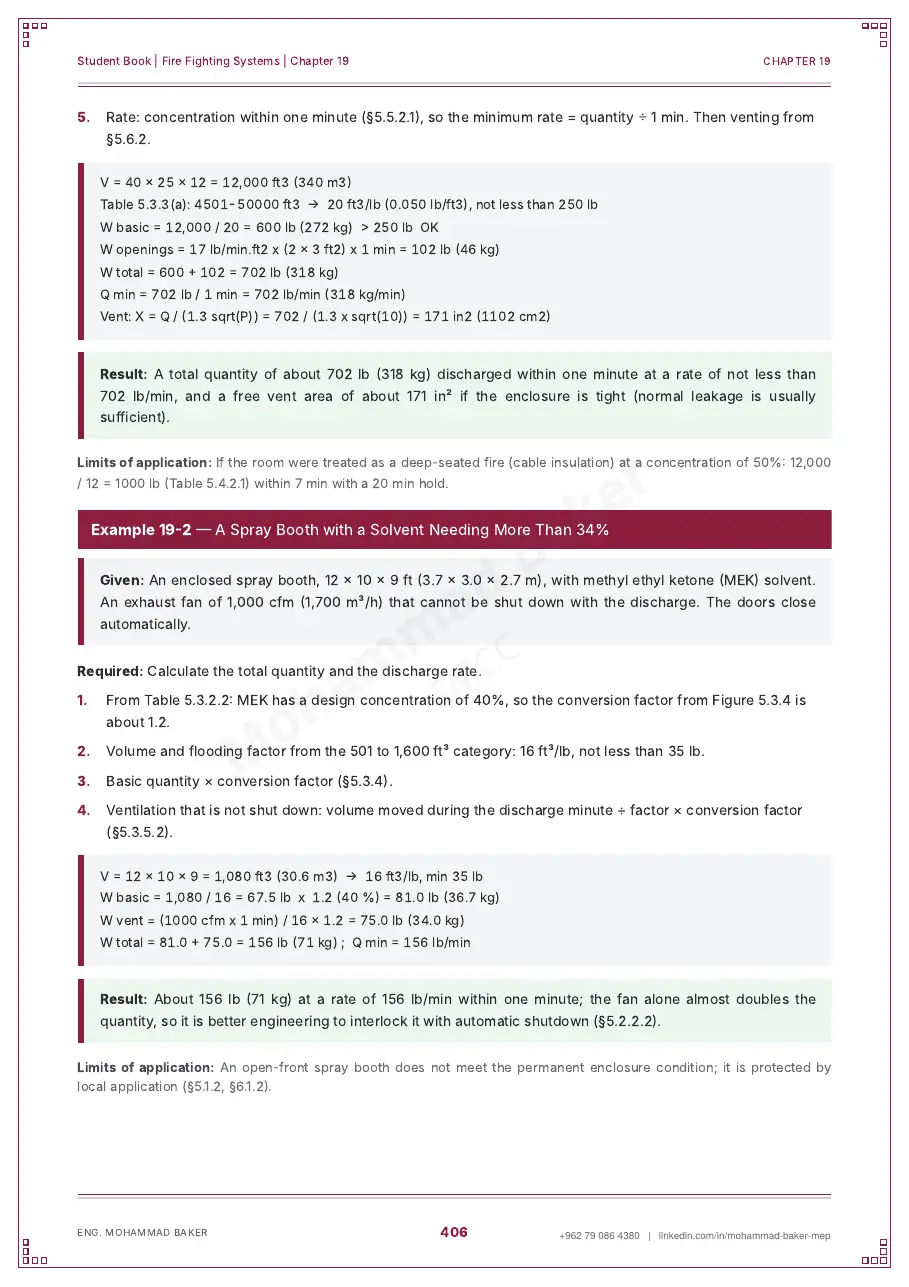 Student Book | Fire Fighting Systems | Chapter 19
CHAPTER 19
5. Rate: concentration within one minute (§5.5.2.1), so the minimum rate = quantity ÷ 1 min. Then venting from
§5.6.2.
V = 40 × 25 × 12 = 12,000 ft3 (340 m3)
Table 5.3.3(a): 4501-50000 ft3 → 20 ft3/lb (0.050 lb/ft3), not less than 250 lb
W basic = 12,000 / 20 = 600 lb (272 kg) > 250 lb OK
W openings = 17 lb/min.ft2 x (2 × 3 ft2) x 1 min = 102 lb (46 kg)
W total = 600 + 102 = 702 lb (318 kg)
Q min = 702 lb / 1 min = 702 lb/min (318 kg/min)
Vent: X = Q / (1.3 sqrt(P)) = 702 / (1.3 x sqrt(10)) = 171 in2 (1102 cm2)
Result: A total quantity of about 702 lb (318 kg) discharged within one minute at a rate of not less than
702 lb/min, and a free vent area of about 171 in² if the enclosure is tight (normal leakage is usually
sufficient).
Limits of application: If the room were treated as a deep-seated fire (cable insulation) at a concentration of 50%: 12,000
/ 12 = 1000 lb (Table 5.4.2.1) within 7 min with a 20 min hold.
Example 19-2 — A Spray Booth with a Solvent Needing More Than 34%
Given: An enclosed spray booth, 12 × 10 × 9 ft (3.7 × 3.0 × 2.7 m), with methyl ethyl ketone (MEK) solvent.
An exhaust fan of 1,000 cfm (1,700 m³/h) that cannot be shut down with the discharge. The doors close
automatically.
Required: Calculate the total quantity and the discharge rate.
1. From Table 5.3.2.2: MEK has a design concentration of 40%, so the conversion factor from Figure 5.3.4 is
about 1.2.
2. Volume and flooding factor from the 501 to 1,600 ft³ category: 16 ft³/lb, not less than 35 lb.
3. Basic quantity × conversion factor (§5.3.4).
4. Ventilation that is not shut down: volume moved during the discharge minute ÷ factor × conversion factor
(§5.3.5.2).
V = 12 × 10 × 9 = 1,080 ft3 (30.6 m3) → 16 ft3/lb, min 35 lb
W basic = 1,080 / 16 = 67.5 lb x 1.2 (40 %) = 81.0 lb (36.7 kg)
W vent = (1000 cfm x 1 min) / 16 × 1.2 = 75.0 lb (34.0 kg)
W total = 81.0 + 75.0 = 156 lb (71 kg) ; Q min = 156 lb/min
Result: About 156 lb (71 kg) at a rate of 156 lb/min within one minute; the fan alone almost doubles the
quantity, so it is better engineering to interlock it with automatic shutdown (§5.2.2.2).
Limits of application: An open-front spray booth does not meet the permanent enclosure condition; it is protected by
local application (§5.1.2, §6.1.2).
Mohammad Baker
ENG. MOHAMMAD BAKER
406
+962 79 086 4380 | linkedin.com/in/mohammad-baker-mep